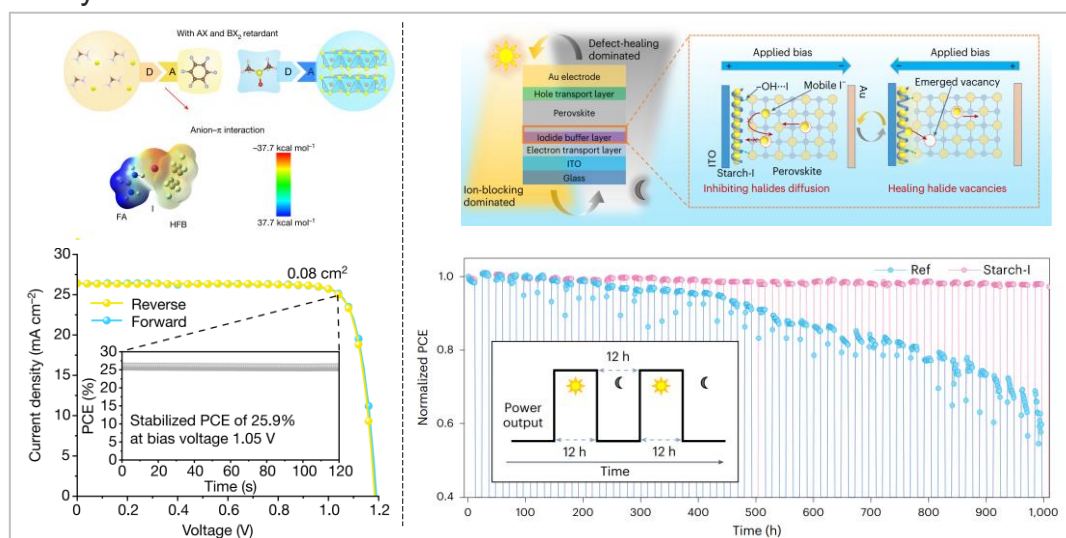 With AX and BX₂ retardant
D
A
D
A
Anion–π interaction
–37.7 kcal mol⁻¹
37.7 kcal mol⁻¹
FA
I
HFB
Current density (mA cm⁻²)
30
25
20
15
10
5
0
0.08 cm²
Reverse
Forward
PCE (%)
30
25
20
15
10
5
0
Stabilized PCE of 25.9%
at bias voltage 1.05 V
0 20 40 60 80 100 120
Time (s)
0 0.2 0.4 0.6 0.8 1.0 1.2
Voltage (V)
Defect-healing
dominated
Au electrode
Hole transport layer
Perovskite
Iodide buffer layer
Electron transport layer
ITO
Glass
Ion-blocking
dominated
Applied bias
+ –
–OH···I
Mobile I⁻
Au
ITO
Starch-I
Perovskite
Inhibiting halides diffusion
Applied bias
– +
Emerged vacancy
Healing halide vacancies
Normalized PCE
1.0
0.8
0.6
0.4
Ref
Starch-I
12 h
Power
output
12 h
12 h
Time
0 100 200 300 400 500 600 700 800 900 1,000
Time (h)